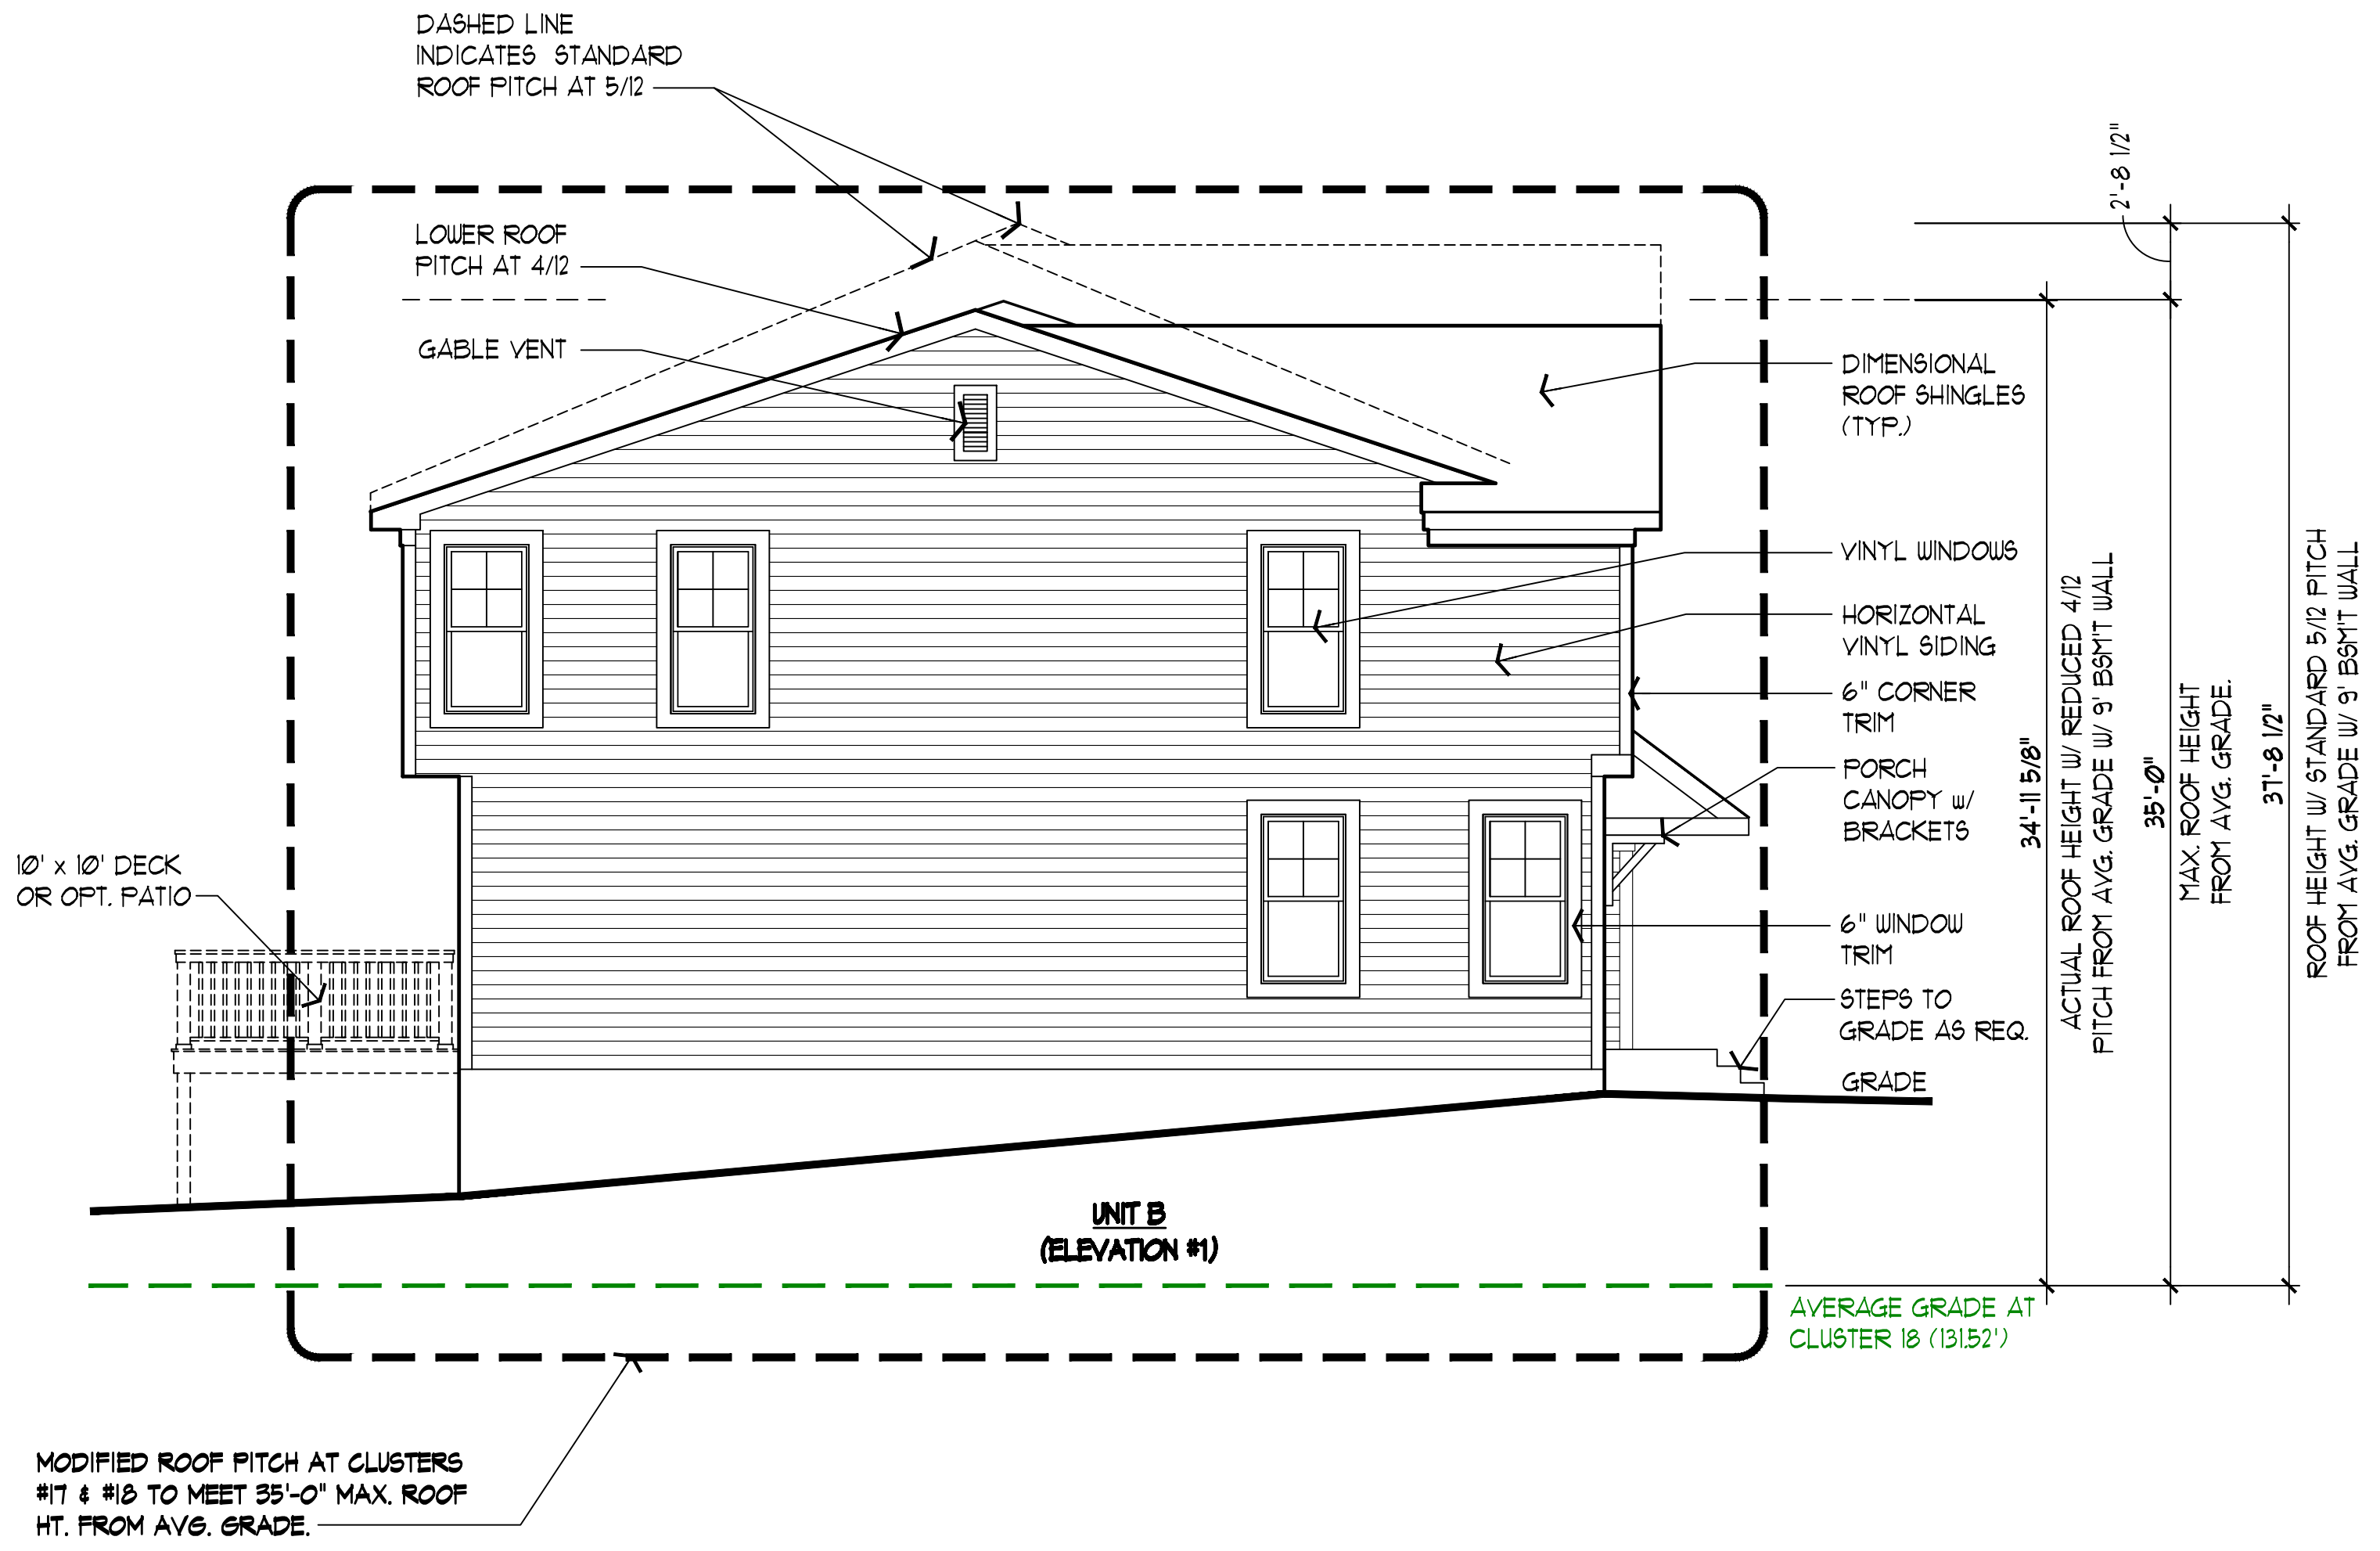 DASHED LINE
INDICATES STANDARD
ROOF PITCH AT 5/12
LOWER ROOF
PITCH AT 4/12
GABLE VENT
10' x 10' DECK
OR OPT. PATIO
DIMENSIONAL
ROOF SHINGLES
(TYP.)
VINYL WINDOWS
HORIZONTAL
VINYL SIDING
6" CORNER
TRIM
PORCH
CANOPY w/
BRACKETS
6" WINDOW
TRIM
STEPS TO
GRADE AS REQ.
GRADE
2'-8 1/2"
34'-11 5/8"
ACTUAL ROOF HEIGHT W/ REDUCED 4/12
PITCH FROM AVG. GRADE W/ 9' BSM'T WALL
35'-0"
MAX. ROOF HEIGHT
FROM AVG. GRADE.
37'-8 1/2"
ROOF HEIGHT W/ STANDARD 5/12 PITCH
FROM AVG. GRADE W/ 9' BSM'T WALL
UNIT B
(ELEVATION #1)
AVERAGE GRADE AT
CLUSTER 18 (131.52')
MODIFIED ROOF PITCH AT CLUSTERS
#17 & #18 TO MEET 35'-0" MAX. ROOF
HT. FROM AVG. GRADE.